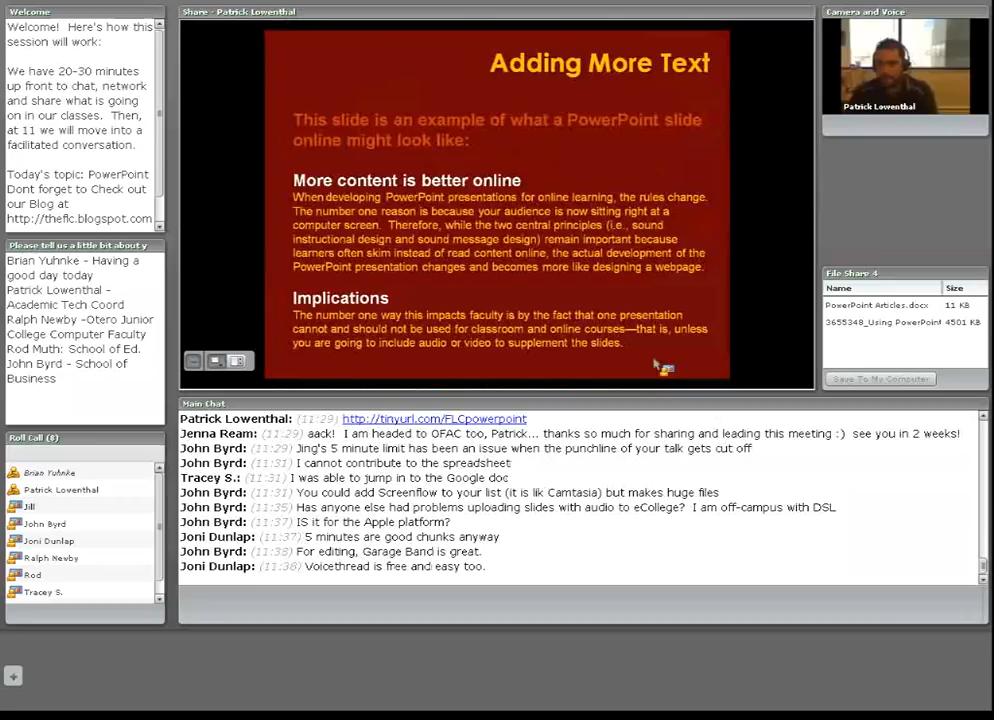 Welcome
Welcome!  Here's how this
session will work:
We have 20-30 minutes
up front to chat, network
and share what is going
on in our classes.  Then,
at 11 we will move into a
facilitated conversation.
Today's topic: PowerPoint
Dont forget to Check out
our Blog at
http://theflc.blogspot.com
Please tell us a little bit about y
Brian Yuhnke - Having a
good day today
Patrick Lowenthal -
Academic Tech Coord
Ralph Newby -Otero Junior
College Computer Faculty
Rod Muth: School of Ed.
John Byrd - School of
Business
Roll Call (8)
Brian Yuhnke
Patrick Lowenthal
Jill
John Byrd
Joni Dunlap
Ralph Newby
Rod
Tracey S.
Share - Patrick Lowenthal
Adding More Text
This slide is an example of what a PowerPoint slide
online might look like:
More content is better online
When developing PowerPoint presentations for online learning, the rules change.
The number one reason is because your audience is now sitting right at a
computer screen.  Therefore, while the two central principles (i.e., sound
instructional design and sound message design) remain important because
learners often skim instead of read content online, the actual development of the
PowerPoint presentation changes and becomes more like designing a webpage.
Implications
The number one way this impacts faculty is by the fact that one presentation
cannot and should not be used for classroom and online courses—that is, unless
you are going to include audio or video to supplement the slides.
Camera and Voice
Patrick Lowenthal
File Share 4
Name Size
PowerPoint Articles.docx 11 KB
3655348_Using PowerPoint 4501 KB
Save To My Computer
Main Chat
Patrick Lowenthal: (11:29) http://tinyurl.com/FLCpowerpoint
Jenna Ream: (11:29) aack!  I am headed to OFAC too, Patrick... thanks so much for sharing and leading this meeting :)  see you in 2 weeks!
John Byrd: (11:29) Jing's 5 minute limit has been an issue when the punchline of your talk gets cut off
John Byrd: (11:31) I cannot contribute to the spreadsheet
Tracey S.: (11:31) I was able to jump in to the Google doc
John Byrd: (11:31) You could add Screenflow to your list (it is lik Camtasia) but makes huge files
John Byrd: (11:35) Has anyone else had problems uploading slides with audio to eCollege?  I am off-campus with DSL
John Byrd: (11:37) IS it for the Apple platform?
Joni Dunlap: (11:37) 5 minutes are good chunks anyway
John Byrd: (11:38) For editing, Garage Band is great.
Joni Dunlap: (11:38) Voicethread is free and easy too.